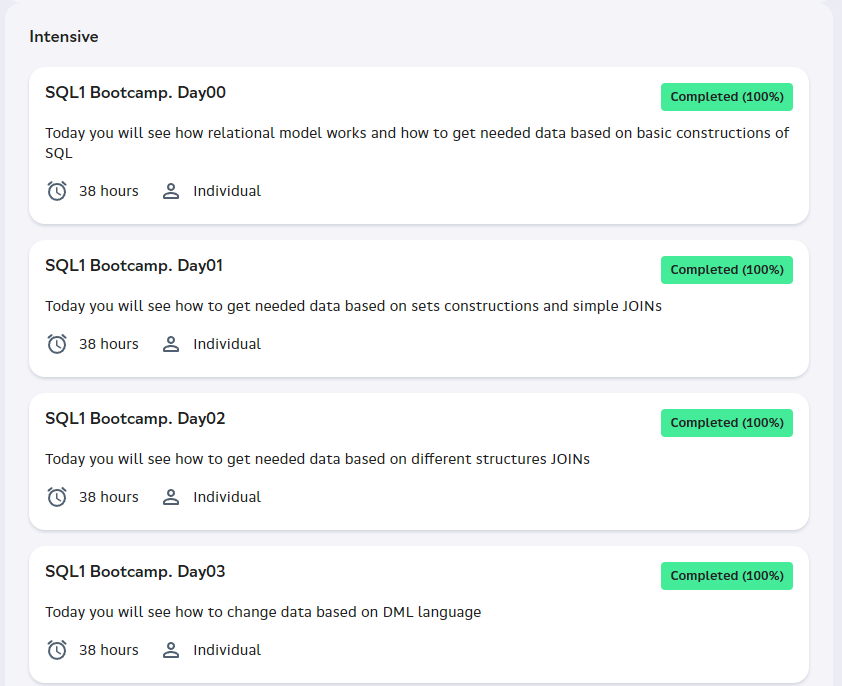 Intensive
SQL1 Bootcamp. Day00
Completed (100%)
Today you will see how relational model works and how to get needed data based on basic constructions of
SQL
38 hours Individual
SQL1 Bootcamp. Day01
Completed (100%)
Today you will see how to get needed data based on sets constructions and simple JOINs
38 hours Individual
SQL1 Bootcamp. Day02
Completed (100%)
Today you will see how to get needed data based on different structures JOINs
38 hours Individual
SQL1 Bootcamp. Day03
Completed (100%)
Today you will see how to change data based on DML language
38 hours Individual